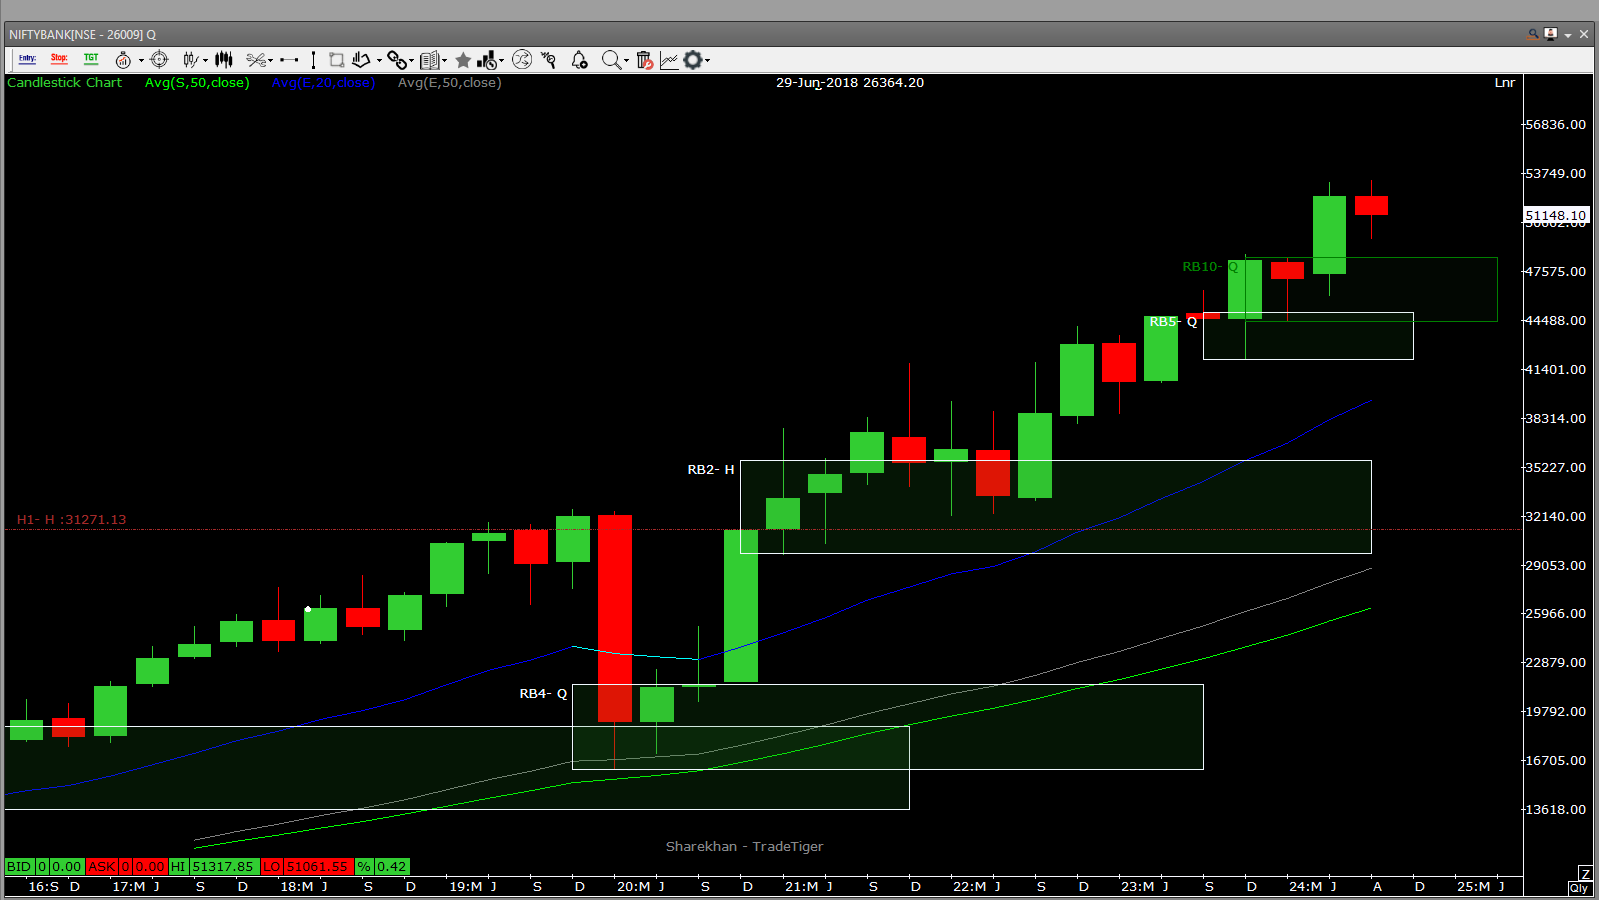 NIFTYBANK[NSE - 26009] Q
Entry: Stop: TGT
Candlestick Chart Avg(S,50,close) Avg(E,20,close) Avg(E,50,close) 29-Jun-2018 26364.20 Lnr
56836.00
53749.00
51148.10
RB10- Q
47575.00
RB5- Q
44488.00
41401.00
38314.00
RB2- H
35227.00
H1- H :31271.13
32140.00
29053.00
25966.00
22879.00
RB4- Q
19792.00
16705.00
13618.00
Sharekhan - TradeTiger
BID 0 0.00 ASK 0 0.00 HI 51317.85 LO 51061.55 % 0.42
Z
16:S D 17:M J S D 18:M J S D 19:M J S D 20:M J S D 21:M J S D 22:M J S D 23:M J S D 24:M J A D 25:M J Qly